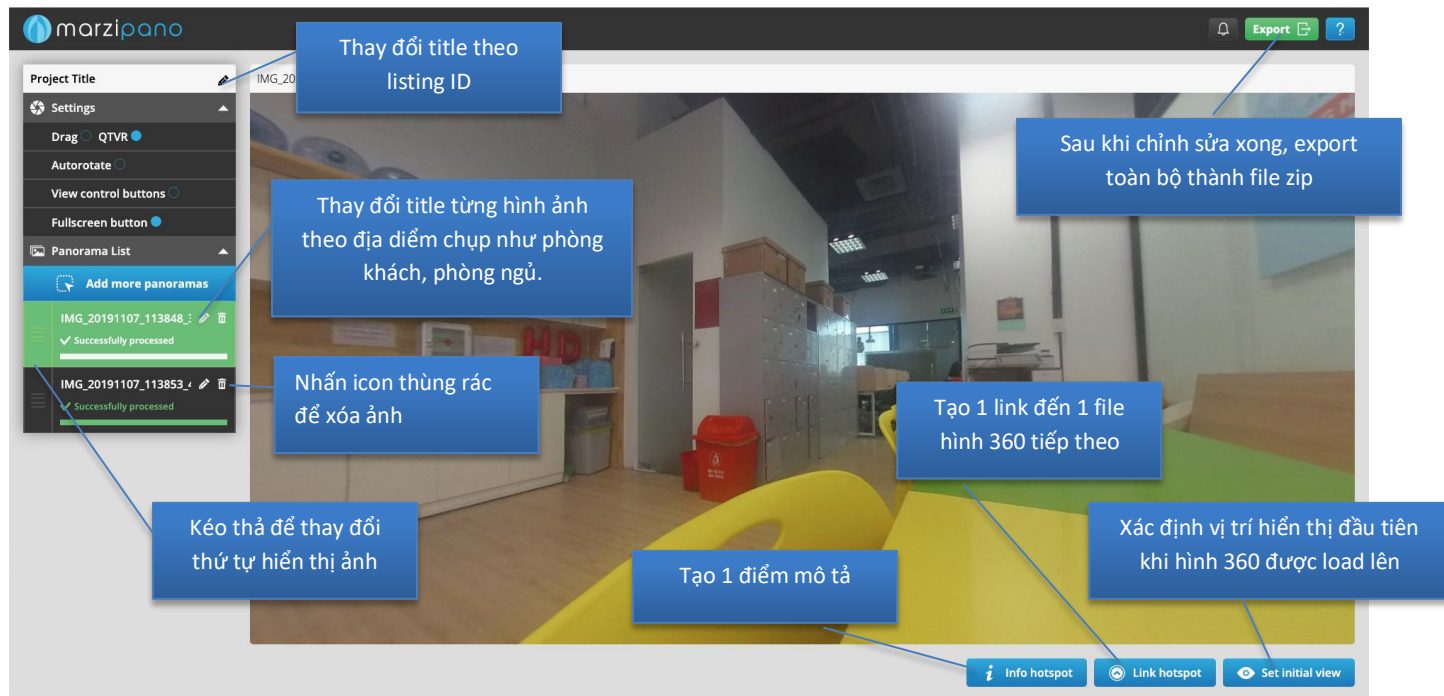 marzipano
Export
?
Thay đổi title theo
listing ID
Project Title
IMG_20
Settings
Drag QTVR
Autorotate
View control buttons
Fullscreen button
Panorama List
Add more panoramas
IMG_20191107_113848_
Successfully processed
IMG_20191107_113853_
Successfully processed
Sau khi chỉnh sửa xong, export
toàn bộ thành file zip
Thay đổi title từng hình ảnh
theo địa diểm chụp như phòng
khách, phòng ngủ.
HD
Nhấn icon thùng rác
để xóa ảnh
Tạo 1 link đến 1 file
hình 360 tiếp theo
Kéo thả để thay đổi
thứ tự hiển thị ảnh
Tạo 1 điểm mô tả
Xác định vị trí hiển thị đầu tiên
khi hình 360 được load lên
i Info hotspot
Link hotspot
Set initial view